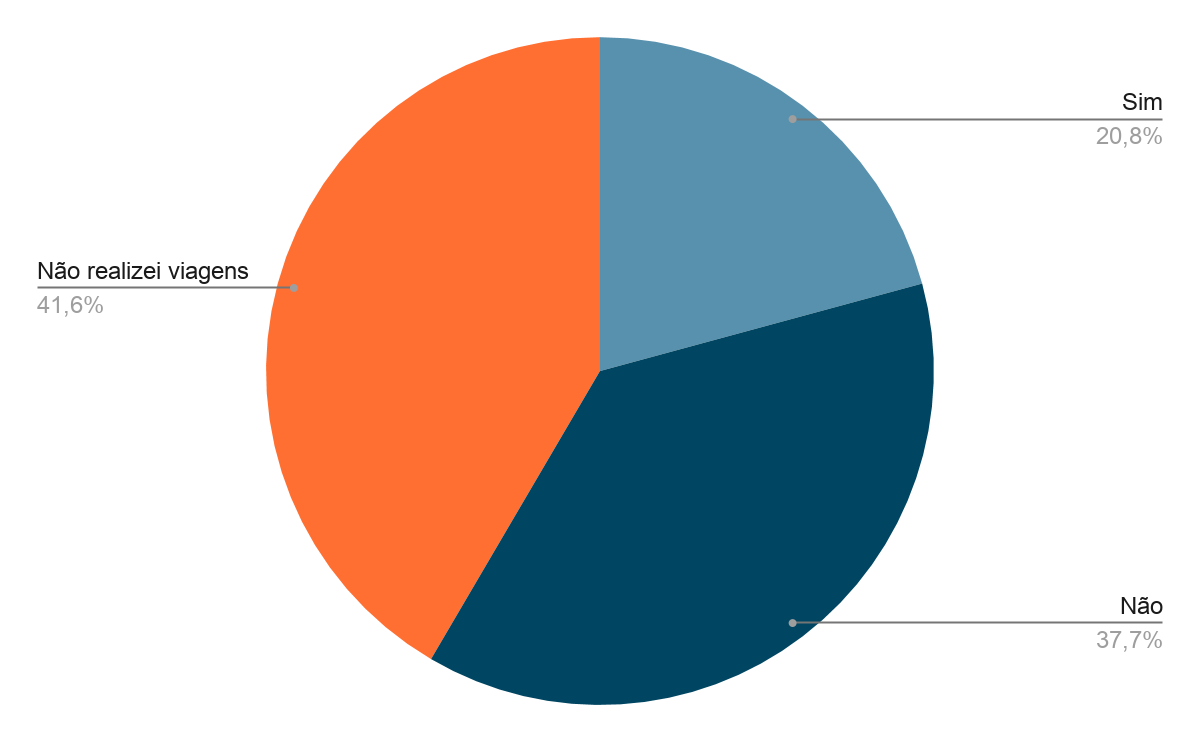 Sim
20,8%
Não realizei viagens
41,6%
Não
37,7%